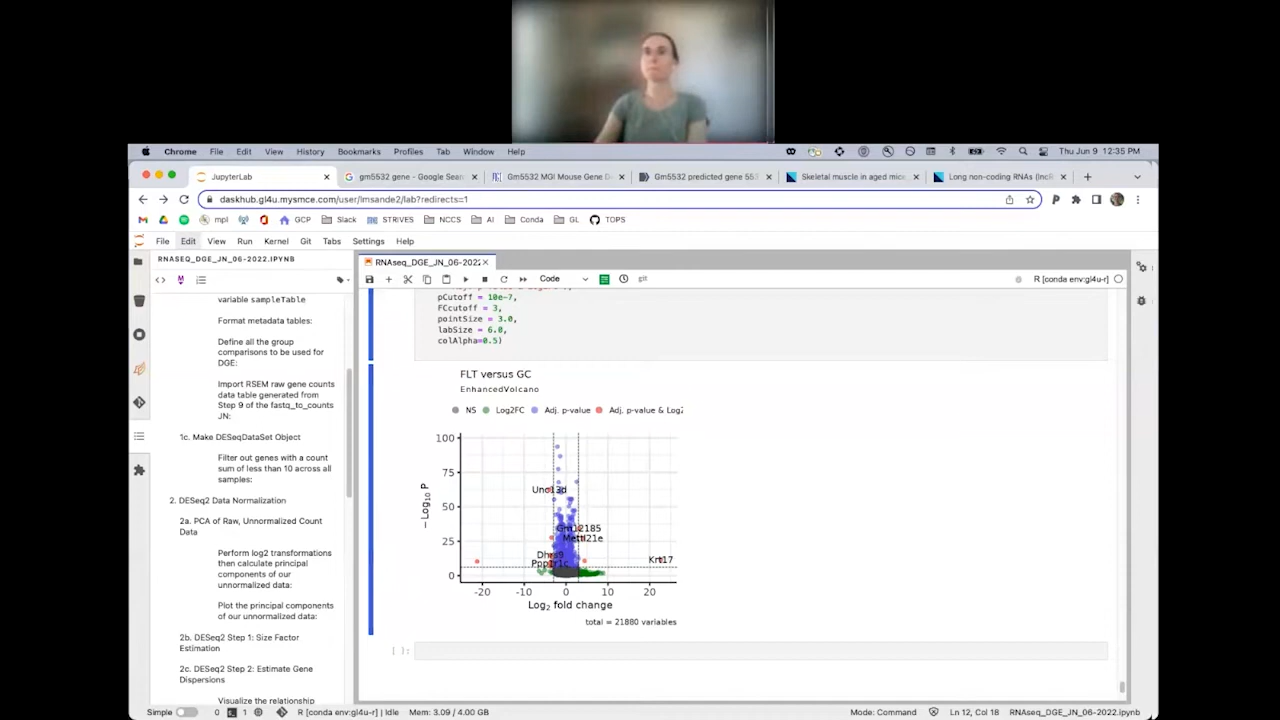 Chrome File Edit View History Bookmarks Profiles Tab Window Help Thu Jun 9 12:35 PM
JupyterLab gm5532 gene - Google Sear Gm5532 MGI Mouse Gene D Gm5532 predicted gene 55 Skeletal muscle in aged mice Long non-coding RNAs (lncR
daskhub.gl4u.mysmce.com/user/lmsande2/lab?redirects=1
mpl GCP Slack STRIVES NCCS AI Conda GL TOPS
File Edit View Run Kernel Git Tabs Settings Help
RNASEQ_DGE_JN_06-2022.IPYNB
RNAseq_DGE_JN_06-2022.
Code
git
R [conda env:gl4u-r]
variable sampleTable
Format metadata tables:
Define all the group
comparisons to be used for
DGE:
Import RSEM raw gene counts
data table generated from
Step 9 of the fastq_to_counts
JN:
1c. Make DESeqDataSet Object
Filter out genes with a count
sum of less than 10 across all
samples:
2. DESeq2 Data Normalization
2a. PCA of Raw, Unnormalized Count
Data
Perform log2 transformations
then calculate principal
components of our
unnormalized data:
Plot the principal components
of our unnormalized data:
2b. DESeq2 Step 1: Size Factor
Estimation
2c. DESeq2 Step 2: Estimate Gene
Dispersions
Visualize the relationship
pCutoff = 10e-7,
FCcutoff = 3,
pointSize = 3.0,
labSize = 6.0,
colAlpha=0.5)
FLT versus GC
EnhancedVolcano
NS Log2FC Adj. p-value Adj. p-value & Log2
100
75
50
25
0
− Log10 P
Unc13d
Gm12185
Mettl21e
Dhrs9
Ppp1r1c
Krt17
-20 -10 0 10 20
Log2 fold change
total = 21880 variables
[ ]:
Simple 0 1 R [conda env:gl4u-r] | Idle Mem: 3.09 / 4.00 GB Mode: Command Ln 12, Col 18 RNAseq_DGE_JN_06-2022.ipynb